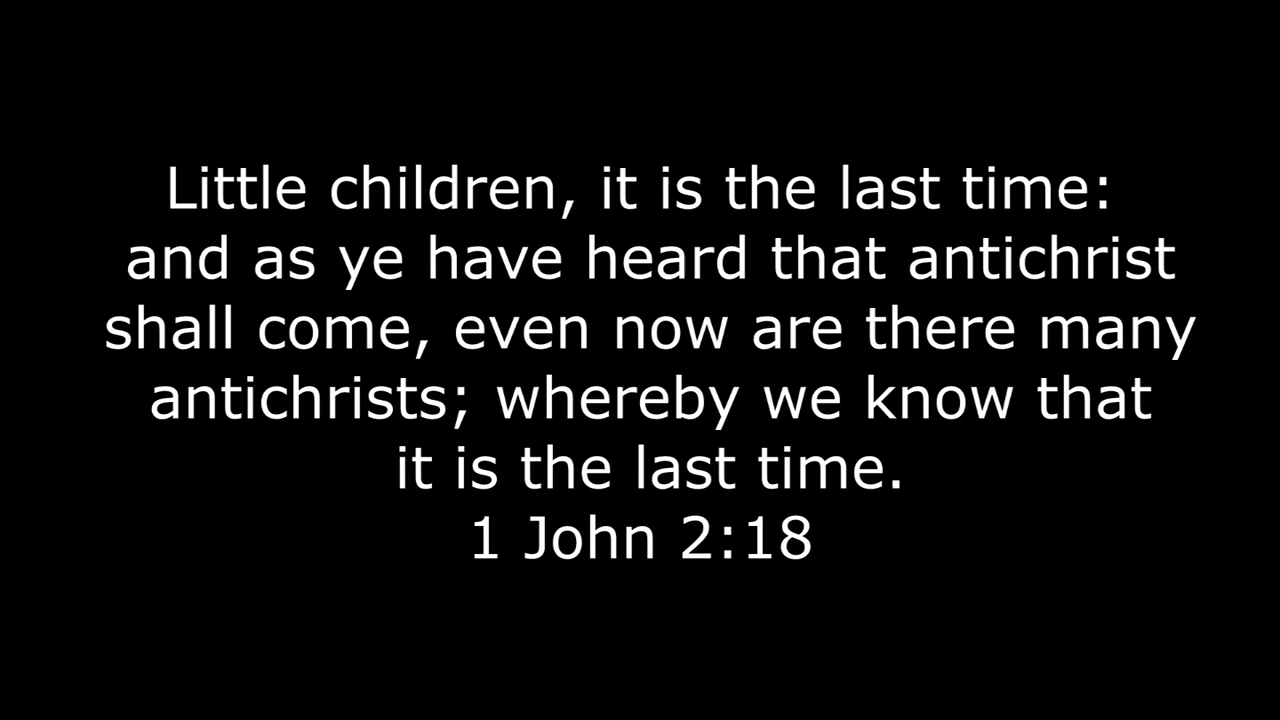 Little children, it is the last time:
and as ye have heard that antichrist
shall come, even now are there many
antichrists; whereby we know that
it is the last time.
1 John 2:18